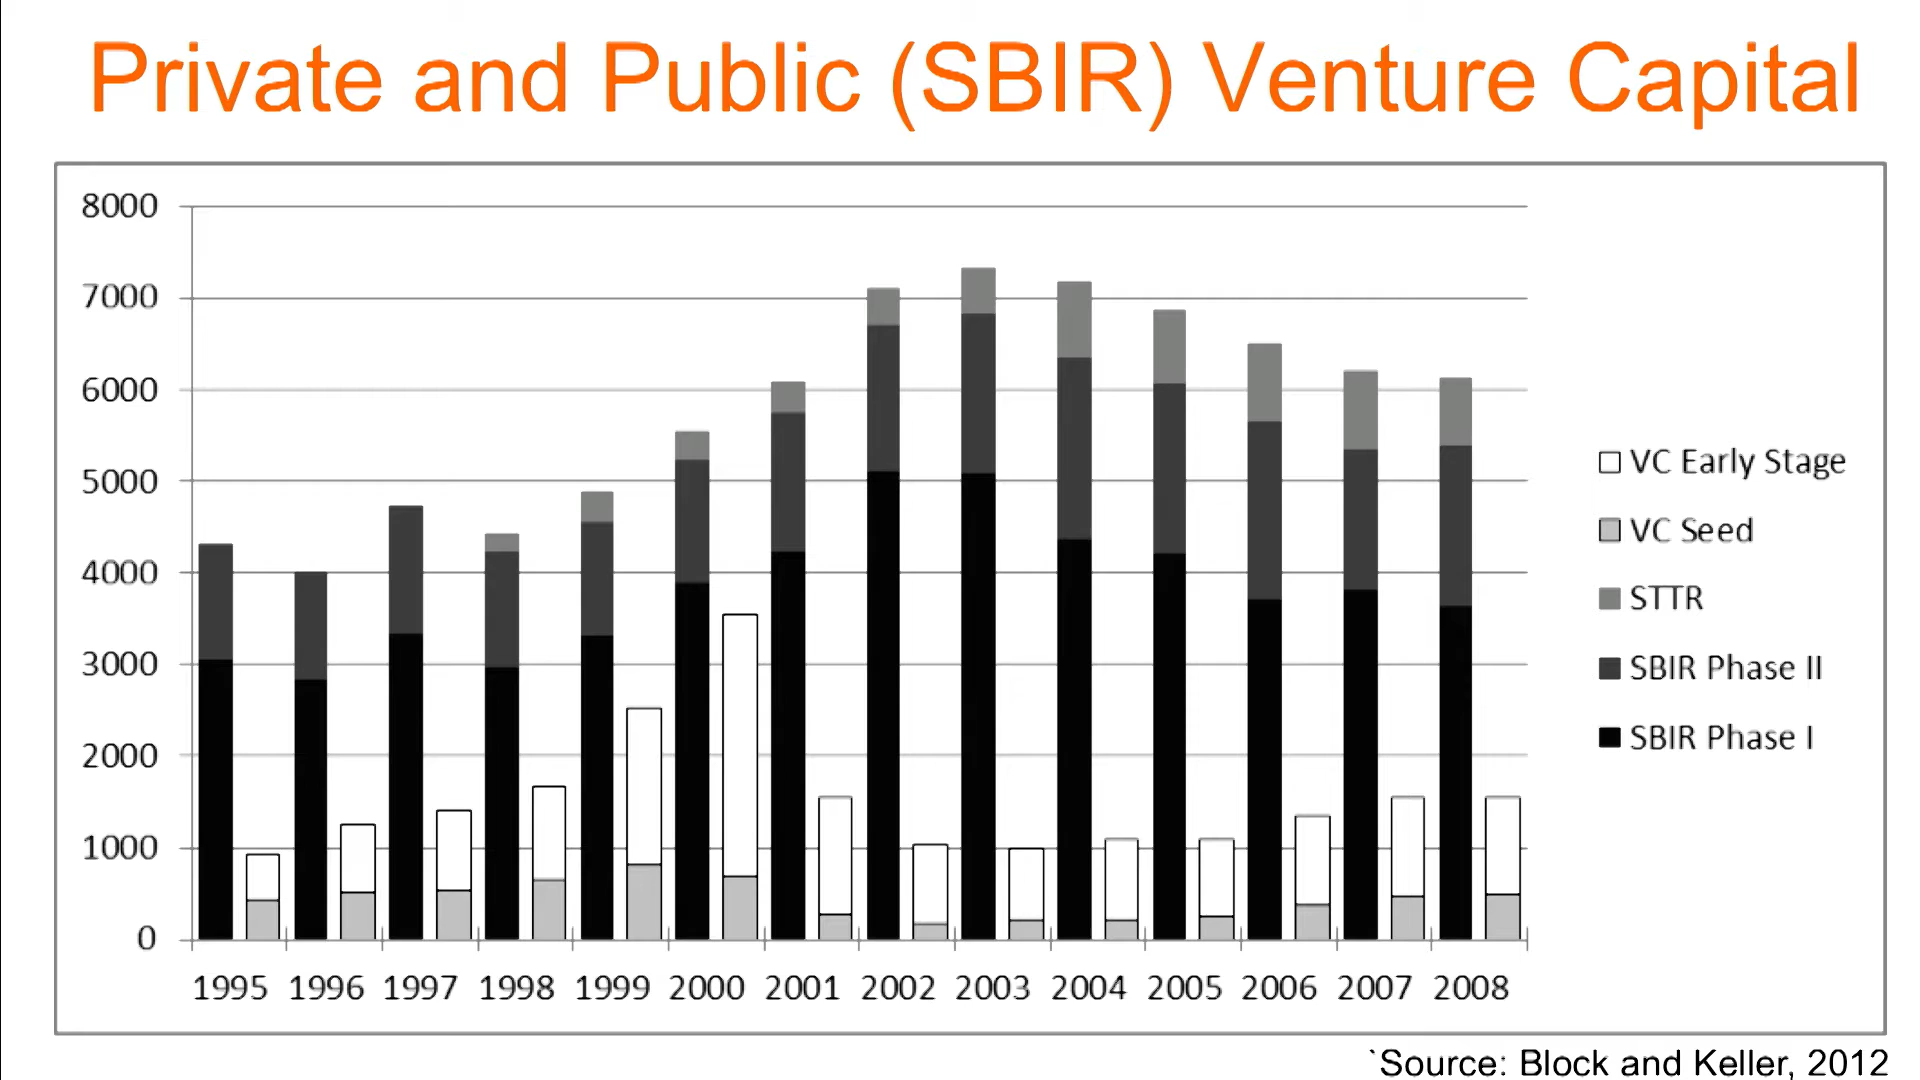 Private and Public (SBIR) Venture Capital
8000
7000
6000
5000
4000
3000
2000
1000
0
1995 1996 1997 1998 1999 2000 2001 2002 2003 2004 2005 2006 2007 2008
VC Early Stage
VC Seed
STTR
SBIR Phase II
SBIR Phase I
`Source: Block and Keller, 2012